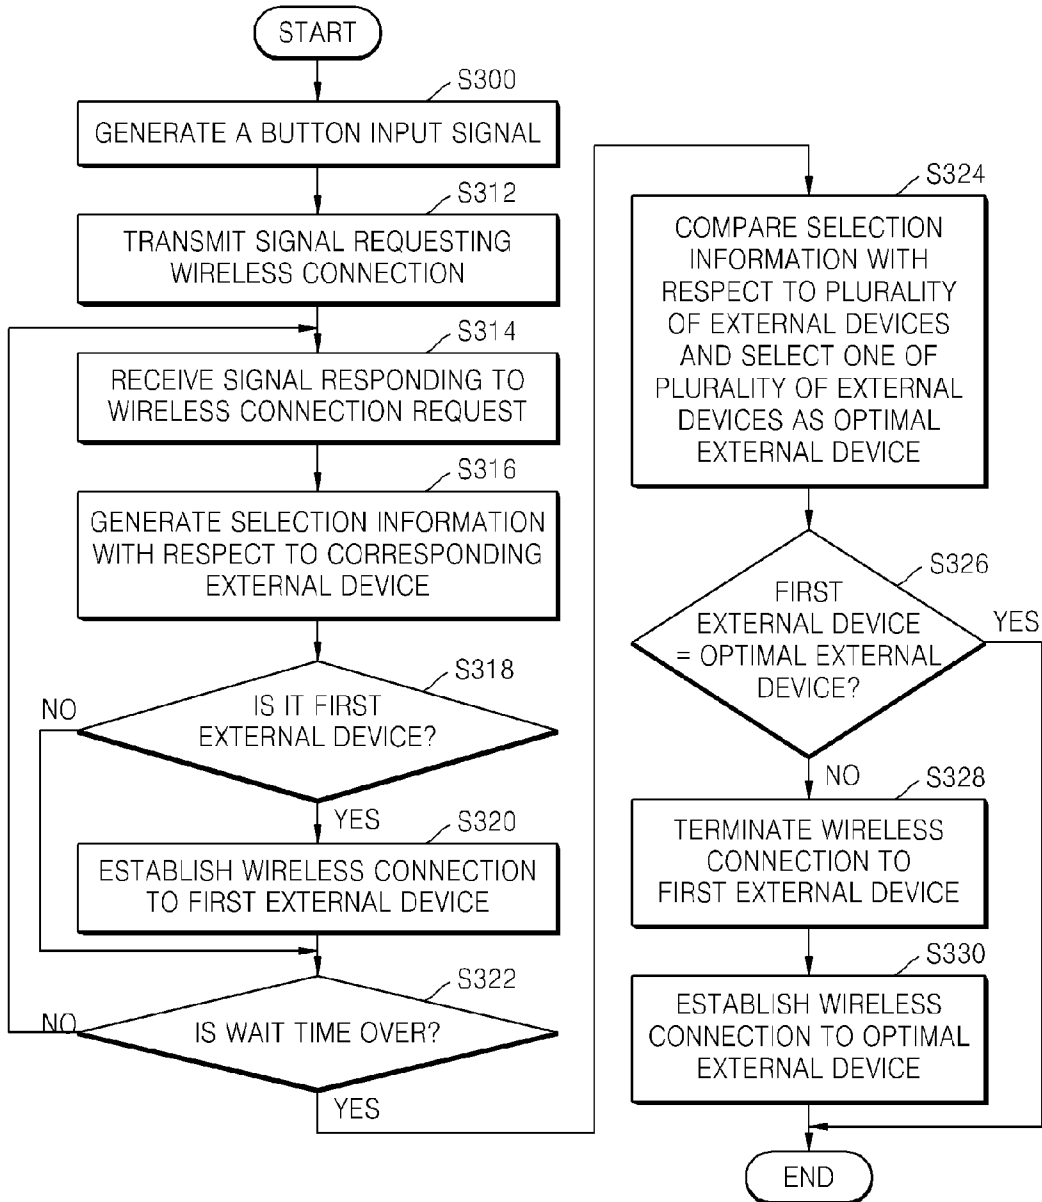 START
S300
GENERATE A BUTTON INPUT SIGNAL
S312
TRANSMIT SIGNAL REQUESTING
WIRELESS CONNECTION
S314
RECEIVE SIGNAL RESPONDING TO
WIRELESS CONNECTION REQUEST
S316
GENERATE SELECTION INFORMATION
WITH RESPECT TO CORRESPONDING
EXTERNAL DEVICE
S318
NO
IS IT FIRST
EXTERNAL DEVICE?
YES
S320
ESTABLISH WIRELESS CONNECTION
TO FIRST EXTERNAL DEVICE
S322
NO
IS WAIT TIME OVER?
YES
S324
COMPARE SELECTION
INFORMATION WITH
RESPECT TO PLURALITY
OF EXTERNAL DEVICES
AND SELECT ONE OF
PLURALITY OF EXTERNAL
DEVICES AS OPTIMAL
EXTERNAL DEVICE
S326
FIRST
EXTERNAL DEVICE
= OPTIMAL EXTERNAL
DEVICE?
YES
NO
S328
TERMINATE WIRELESS
CONNECTION TO
FIRST EXTERNAL DEVICE
S330
ESTABLISH WIRELESS
CONNECTION TO OPTIMAL
EXTERNAL DEVICE
END